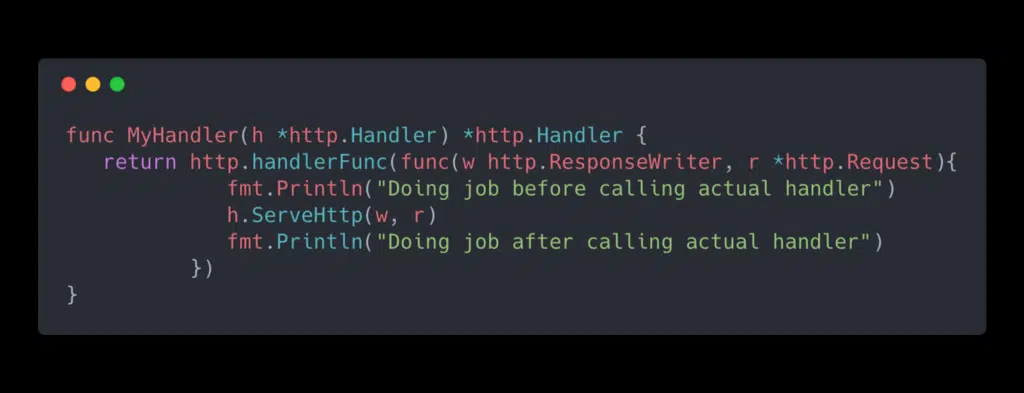 func MyHandler(h *http.Handler) *http.Handler {
return http.handlerFunc(func(w http.ResponseWriter, r *http.Request){
fmt.Println("Doing job before calling actual handler")
h.ServeHttp(w, r)
fmt.Println("Doing job after calling actual handler")
})
}